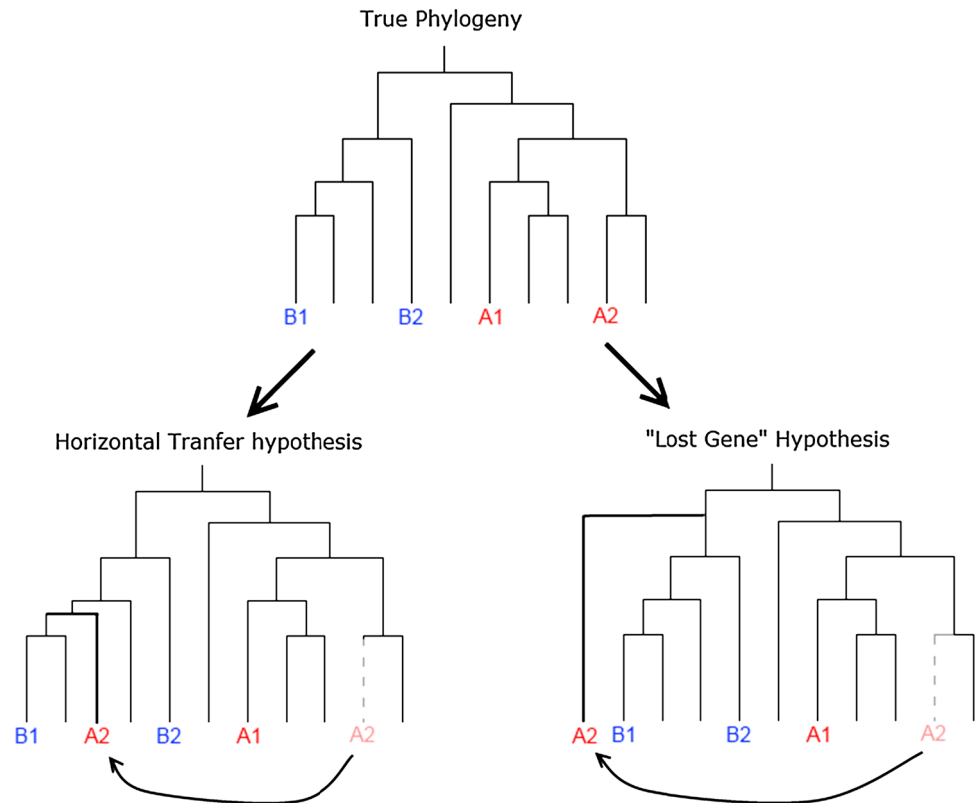 True Phylogeny
B1 B2 A1 A2
Horizontal Tranfer hypothesis
"Lost Gene" Hypothesis
B1 A2 B2 A1 A2
A2 B1 B2 A1 A2